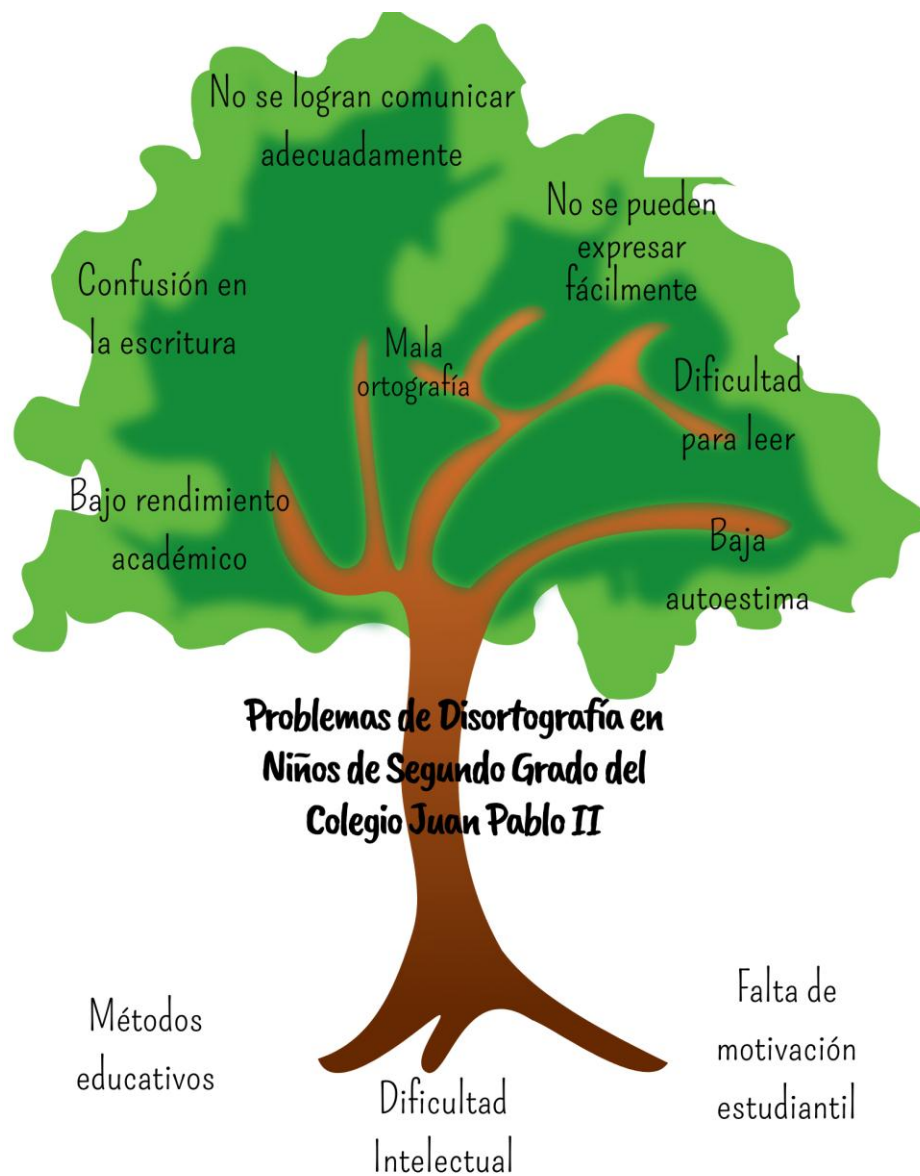 No se logran comunicar
adecuadamente
No se pueden
expresar
fácilmente
Confusión en
la escritura
Mala
ortografía
Dificultad
para leer
Bajo rendimiento
académico
Baja
autoestima
Problemas de Disortografía en
Niños de Segundo Grado del
Colegio Juan Pablo II
Métodos
educativos
Dificultad
Intelectual
Falta de
motivación
estudiantil